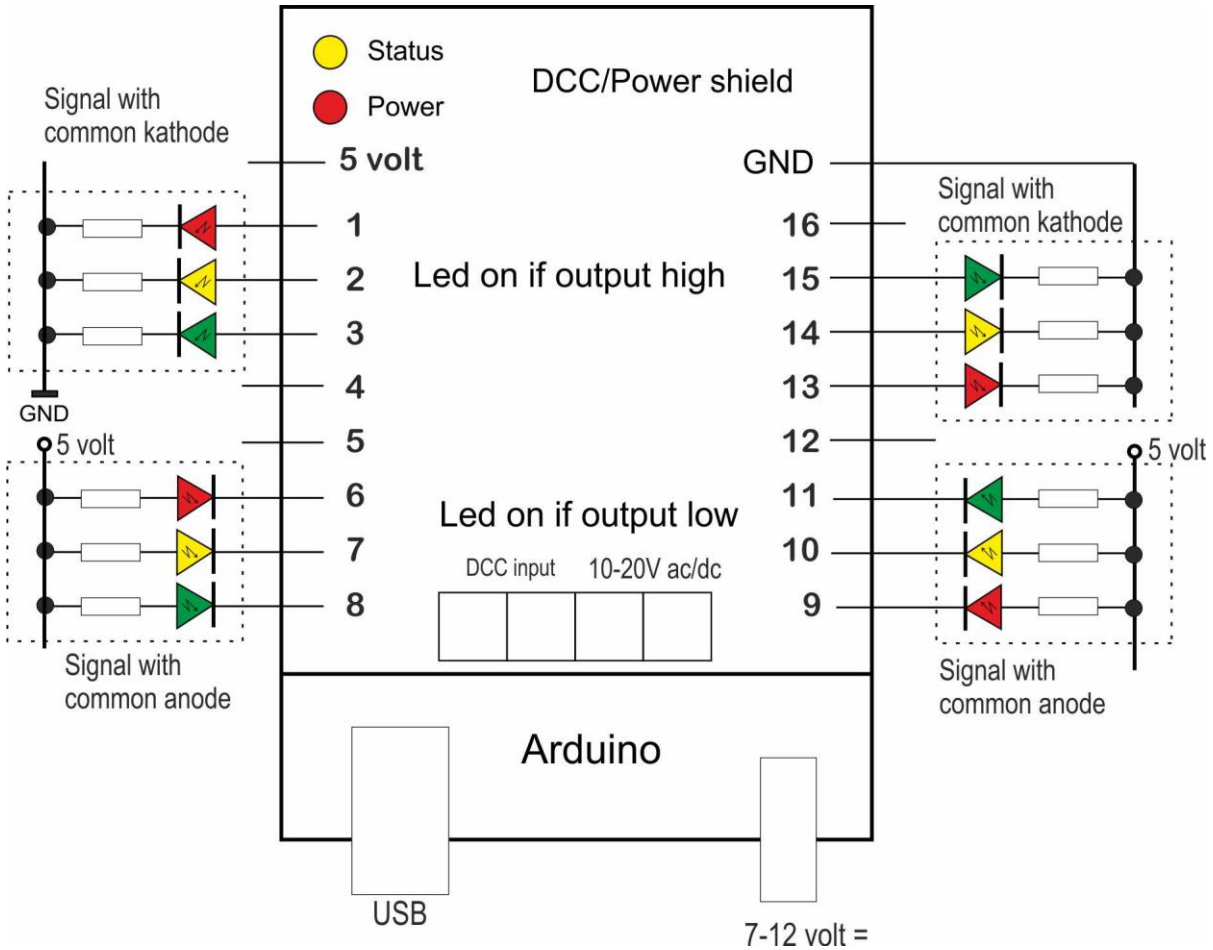 Status
DCC/Power shield
Power
Signal with
common kathode
5 volt
GND
1
2
3
4
5
6
7
8
16
15
14
13
12
11
10
9
Signal with
common kathode
Led on if output high
GND
5 volt
5 volt
Led on if output low
DCC input
10-20V ac/dc
Signal with
common anode
Signal with
common anode
Arduino
USB
7-12 volt =